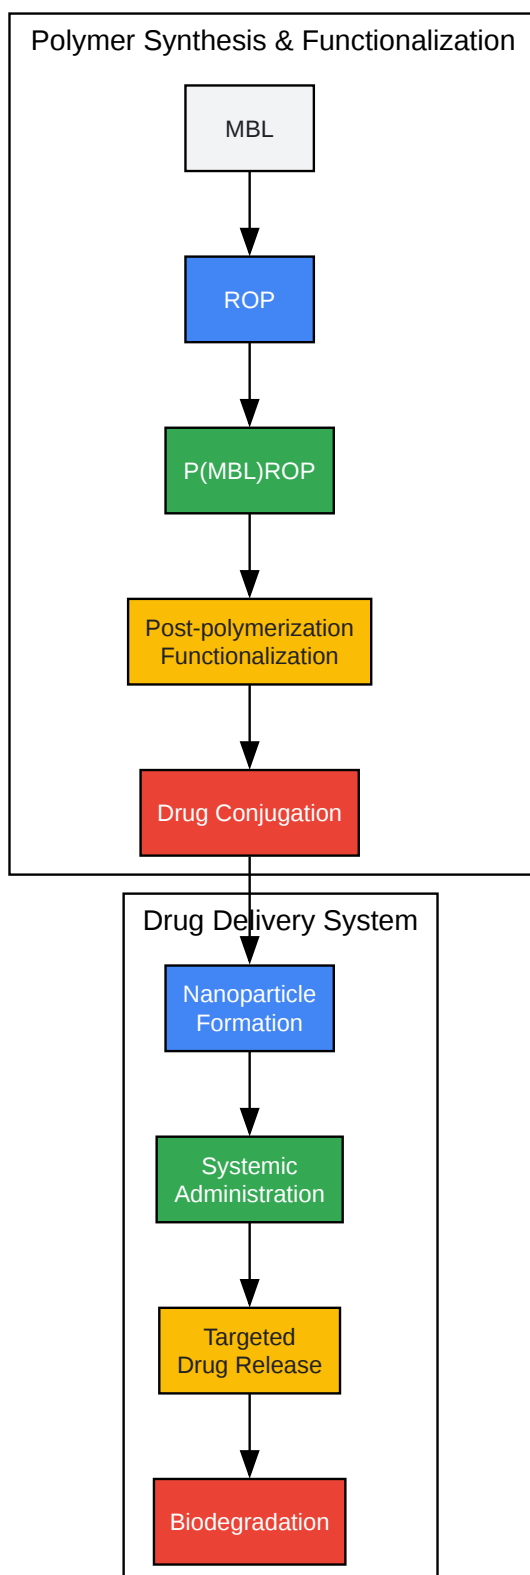 Polymer Synthesis & Functionalization
MBL
ROP
P(MBL)ROP
Post-polymerization
Functionalization
Drug Conjugation
Drug Delivery System
Nanoparticle
Formation
Systemic
Administration
Targeted
Drug Release
Biodegradation